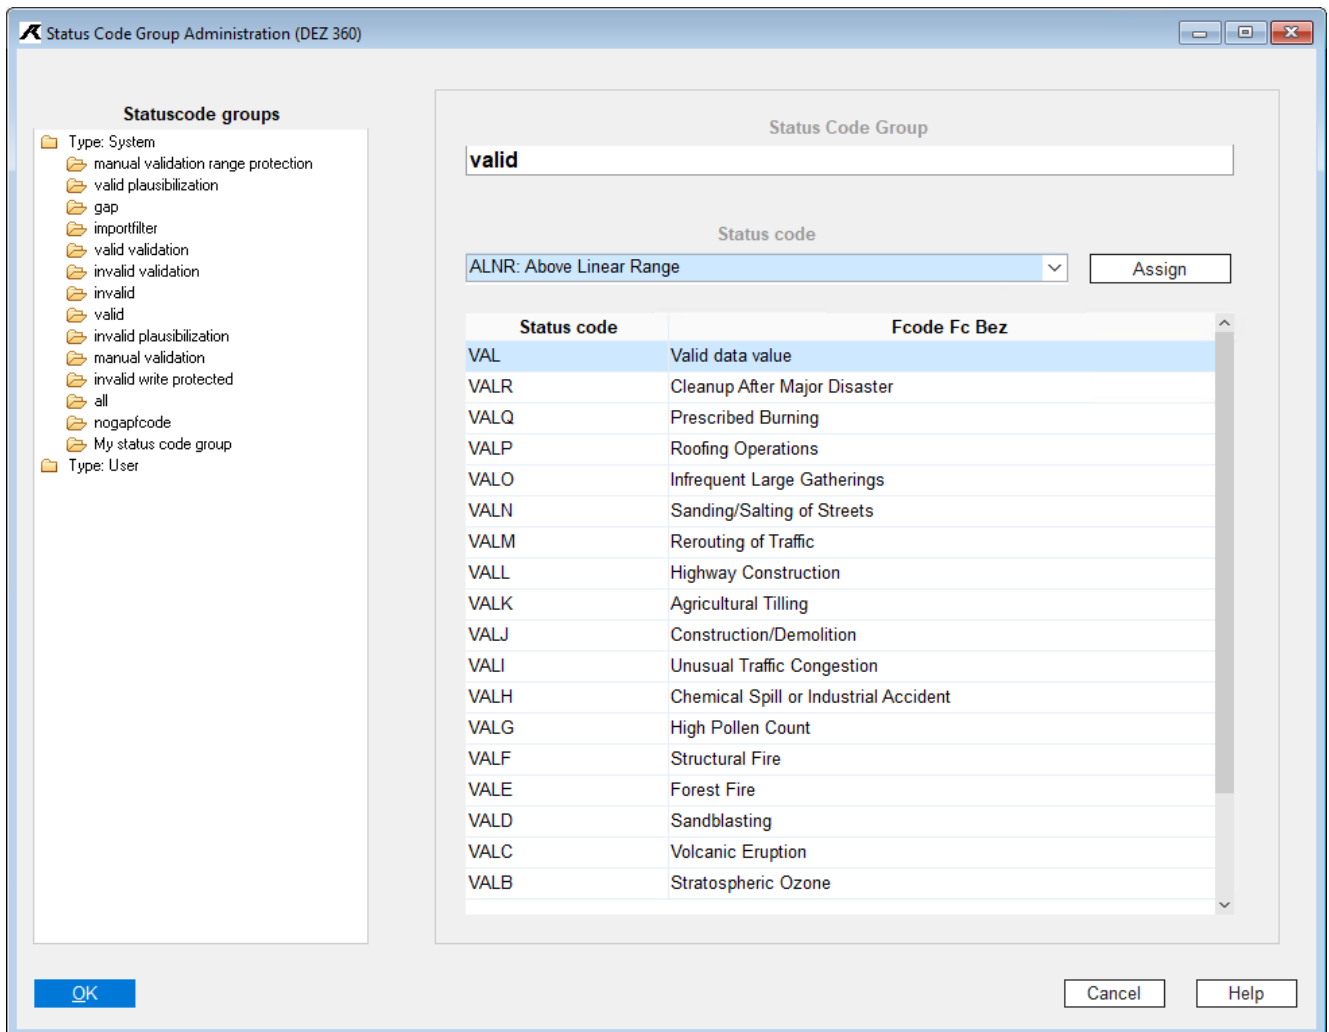 Status Code Group Administration (DEZ 360)
Statuscode groups
Type: System
manual validation range protection
valid plausibilization
gap
importfilter
valid validation
invalid validation
invalid
valid
invalid plausibilization
manual validation
invalid write protected
all
nogapfcode
My status code group
Type: User
Status Code Group
valid
Status code
ALNR: Above Linear Range
Assign
Status code Fcode Fc Bez
VAL Valid data value
VALR Cleanup After Major Disaster
VALQ Prescribed Burning
VALP Roofing Operations
VALO Infrequent Large Gatherings
VALN Sanding/Salting of Streets
VALM Rerouting of Traffic
VALL Highway Construction
VALK Agricultural Tilling
VALJ Construction/Demolition
VALI Unusual Traffic Congestion
VALH Chemical Spill or Industrial Accident
VALG High Pollen Count
VALF Structural Fire
VALE Forest Fire
VALD Sandblasting
VALC Volcanic Eruption
VALB Stratospheric Ozone
OK
Cancel
Help